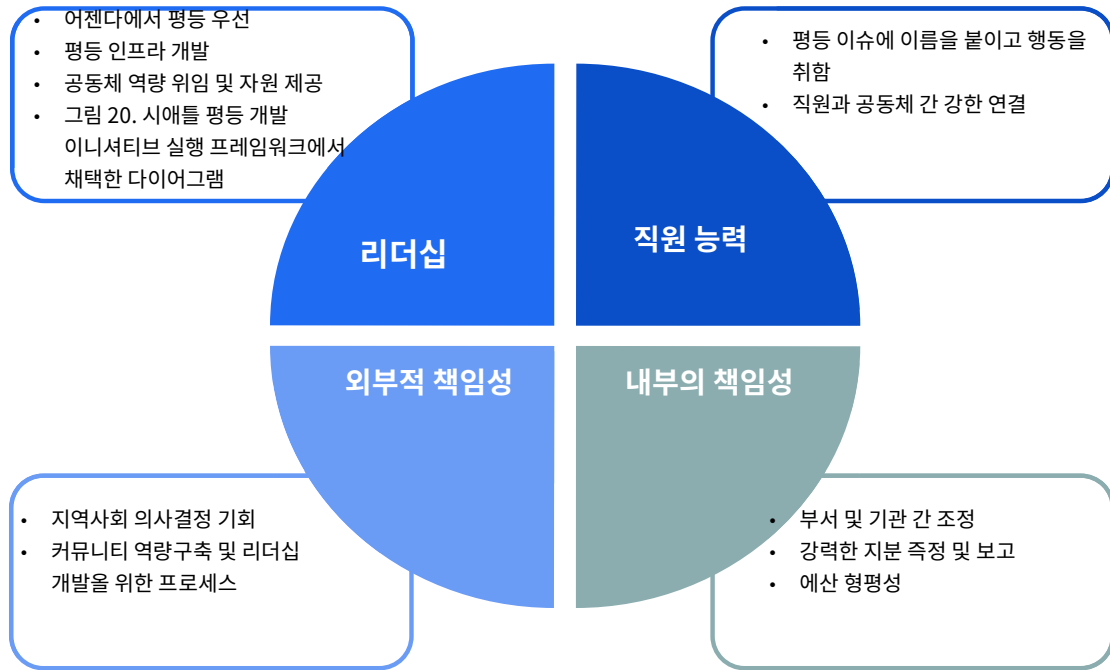 • 어젠다에서 평등 우선
• 평등 인프라 개발
• 공동체 역량 위임 및 자원 제공
• 그림 20. 시애틀 평등 개발
이니셔티브 실행 프레임워크에서
채택한 다이어그램
• 평등 이슈에 이름을 붙이고 행동을
취함
• 직원과 공동체 간 강한 연결
리더십
직원 능력
외부적 책임성
내부의 책임성
• 지역사회 의사결정 기회
• 커뮤니티 역량구축 및 리더십
개발올 위한 프로세스
• 부서 및 기관 간 조정
• 강력한 지분 즉정 및 보고
• 에산 형평성